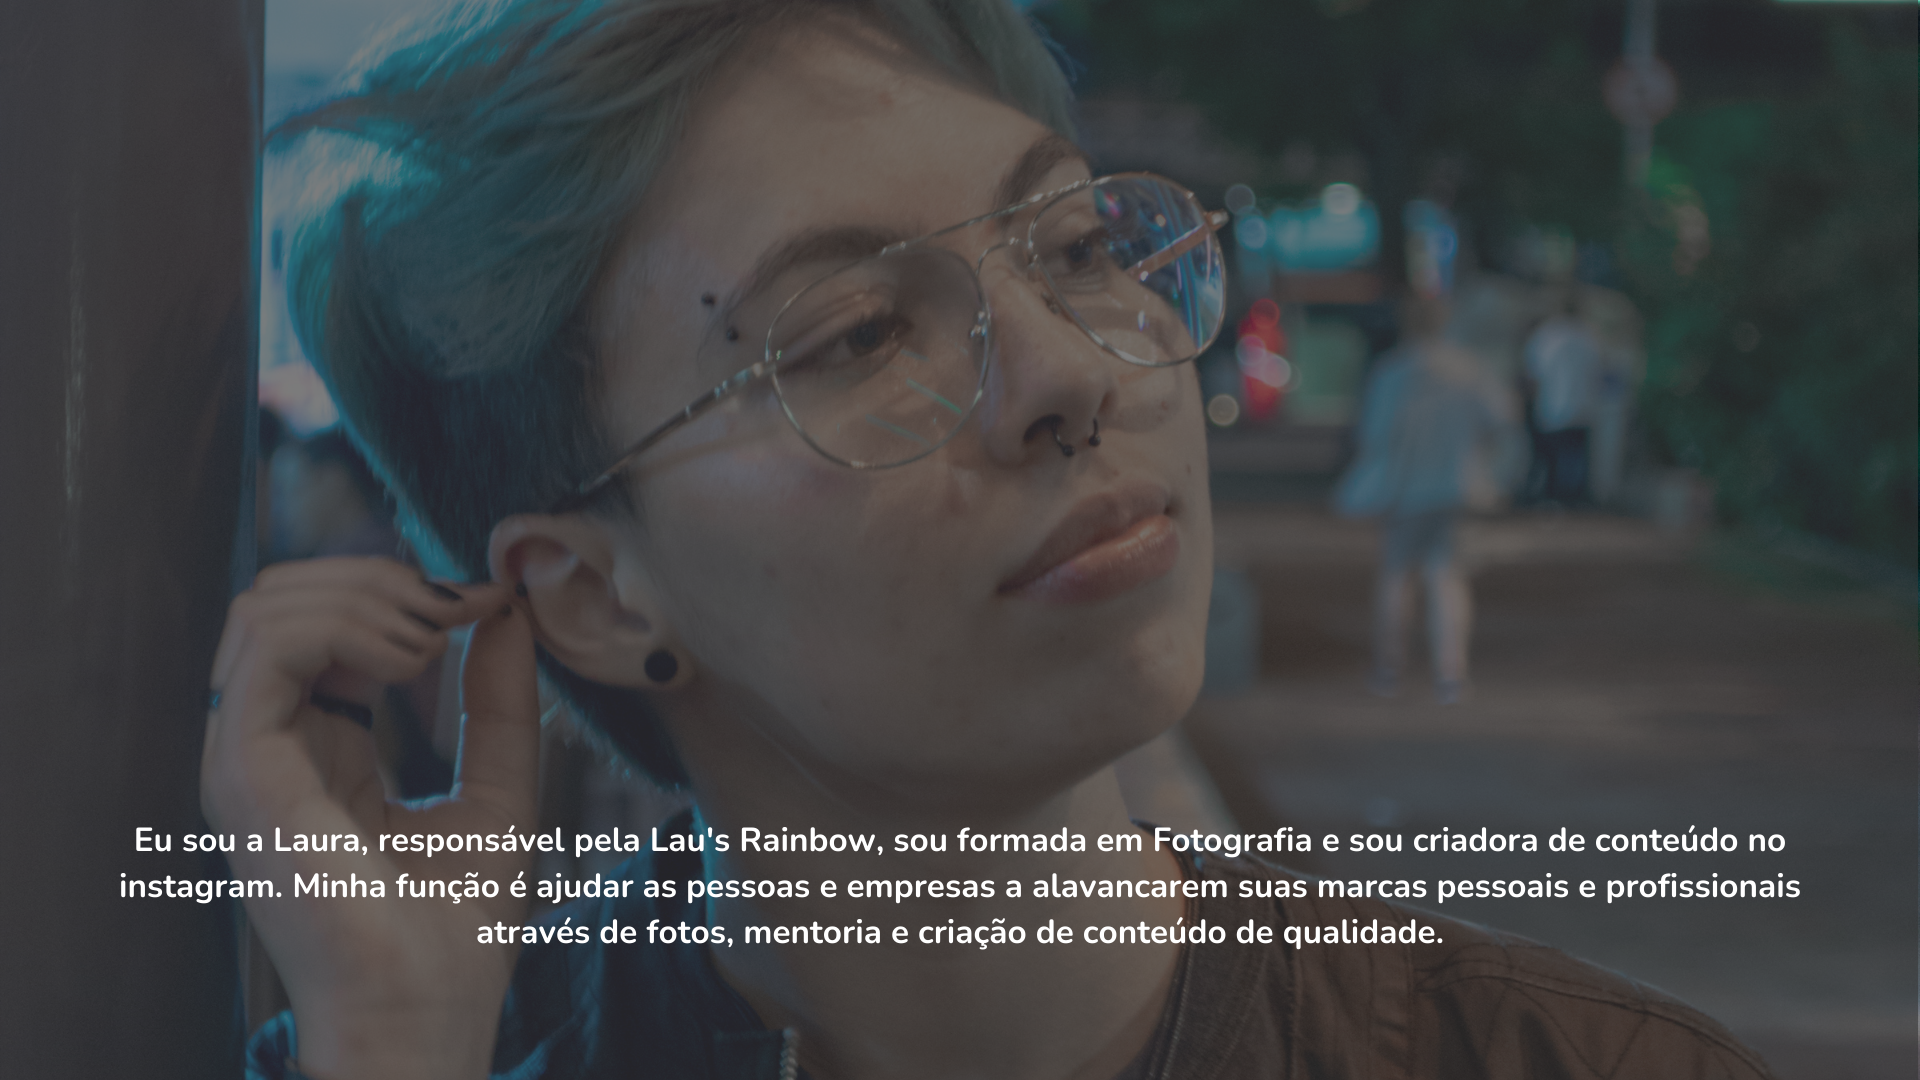 Eu sou a Laura, responsável pela Lau's Rainbow, sou formada em Fotografia e sou criadora de conteúdo no
instagram. Minha função é ajudar as pessoas e empresas a alavancarem suas marcas pessoais e profissionais
através de fotos, mentoria e criação de conteúdo de qualidade.